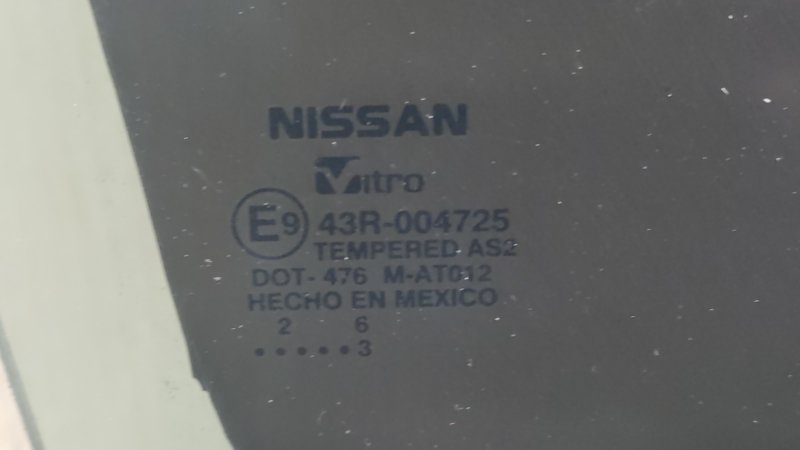 NISSAN
Vitro
E9 43R-004725
TEMPERED AS2
DOT- 476 M-AT012
HECHO EN MEXICO
2 6
•••••3